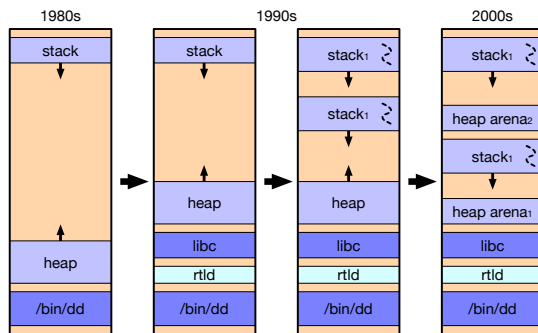 1980s
1990s
2000s
stack
heap
/bin/dd
stack
heap
libc
rtld
/bin/dd
stack1
stack1
heap
libc
rtld
/bin/dd
stack1
heap arena2
stack1
heap arena1
libc
rtld
/bin/dd